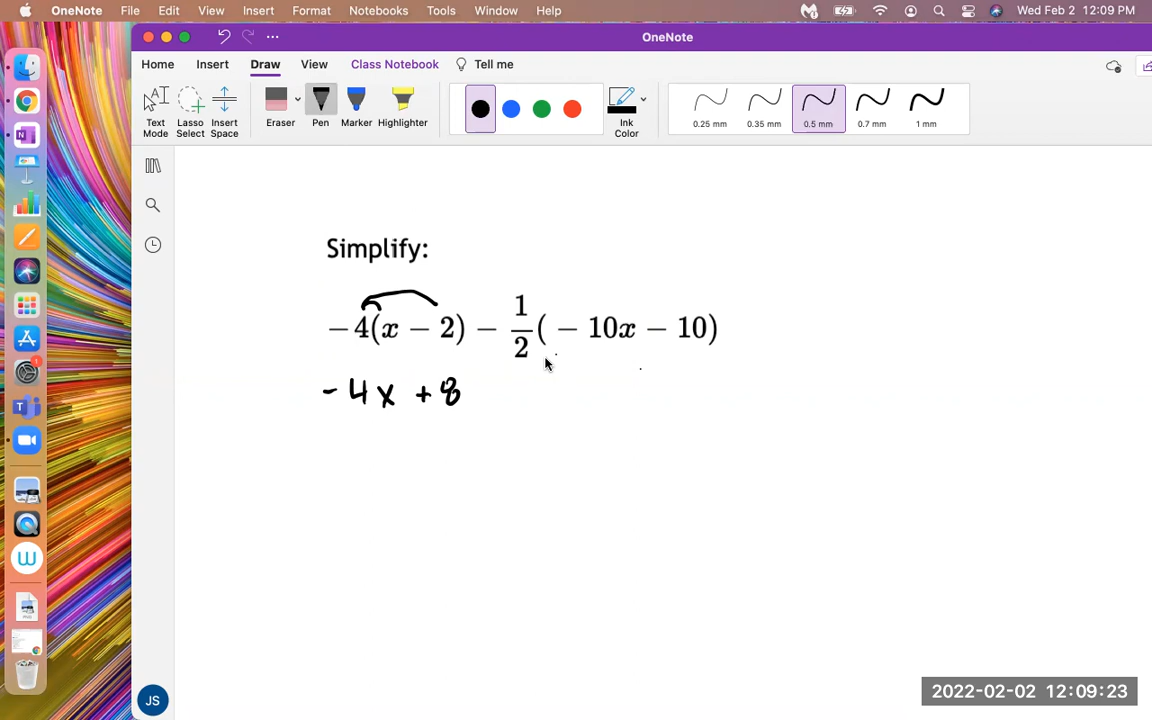 OneNote File Edit View Insert Format Notebooks Tools Window Help Wed Feb 2 12:09 PM
OneNote
Home Insert Draw View Class Notebook Tell me
Text Mode Lasso Select Insert Space Eraser Pen Marker Highlighter Ink Color 0.25 mm 0.35 mm 0.5 mm 0.7 mm 1 mm
Simplify:
−4(x − 2) − 1/2(− 10x − 10)
-4x +8
JS
2022-02-02 12:09:23